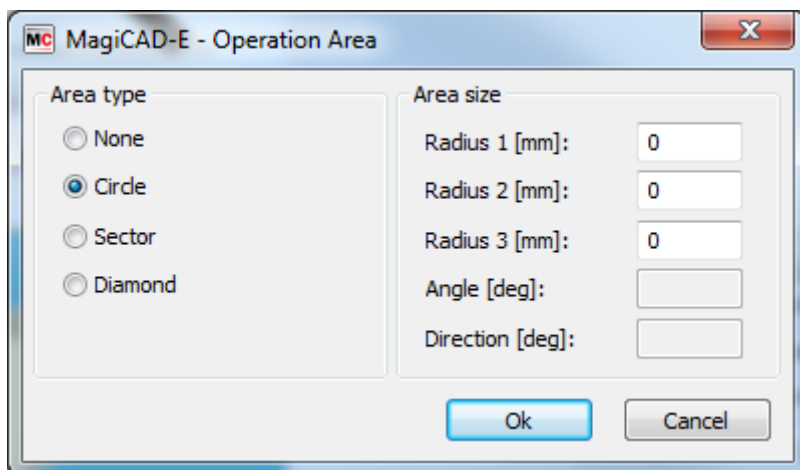 MC MagiCAD-E - Operation Area
Area type
None
Circle
Sector
Diamond
Area size
Radius 1 [mm]: 0
Radius 2 [mm]: 0
Radius 3 [mm]: 0
Angle [deg]:
Direction [deg]:
Ok Cancel